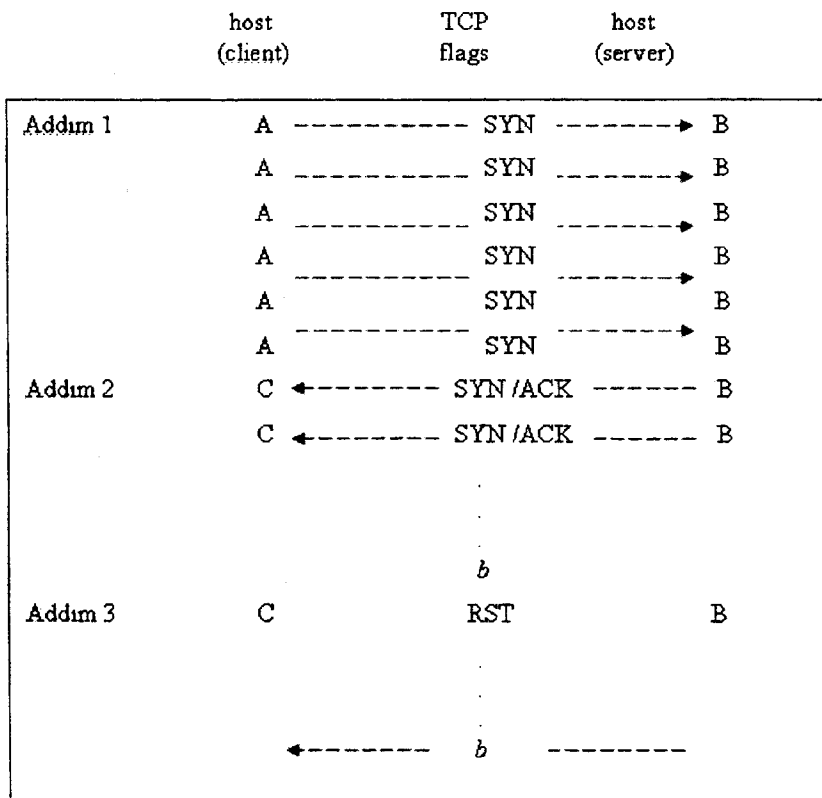 host TCP host
(client) flags (server)
Addım 1 A SYN B
A SYN B
A SYN B
A SYN B
A SYN B
A SYN B
Addım 2 C SYN /ACK B
C SYN /ACK B
.
.
.
b
Addım 3 C RST B
.
.
.
b